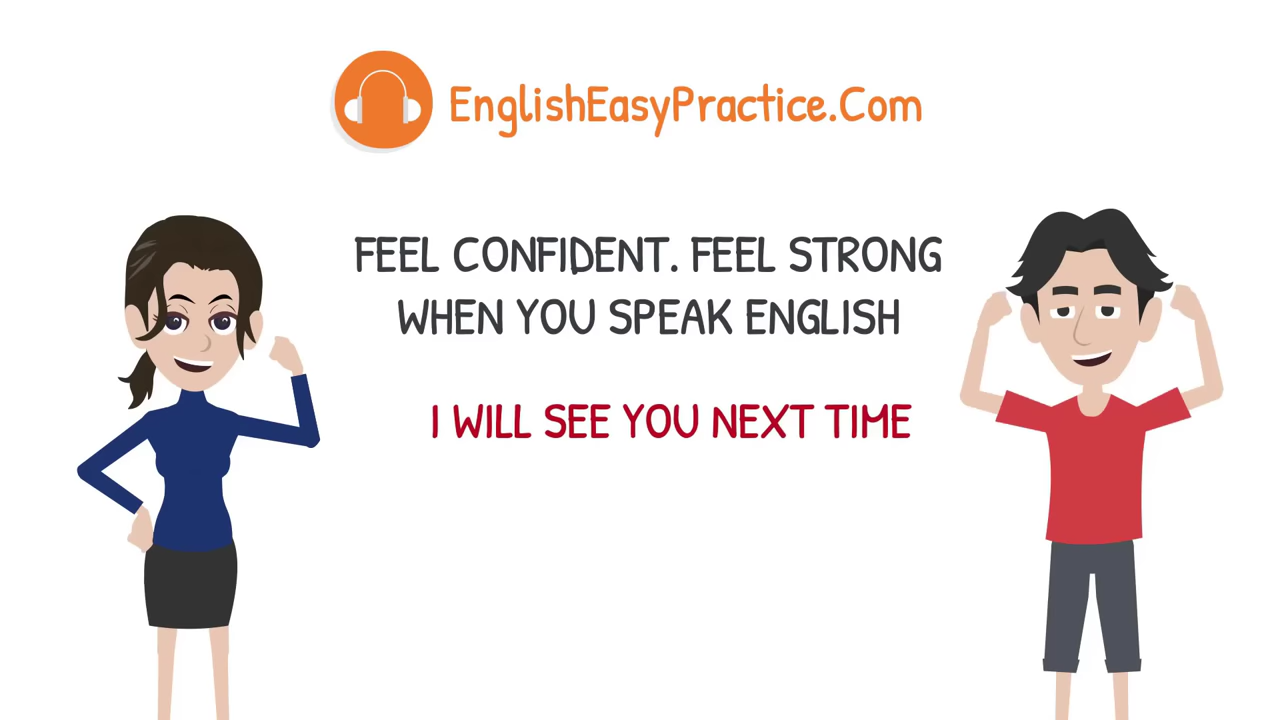 EnglishEasyPractice.Com
FEEL CONFIDENT. FEEL STRONG
WHEN YOU SPEAK ENGLISH
I WILL SEE YOU NEXT TIME